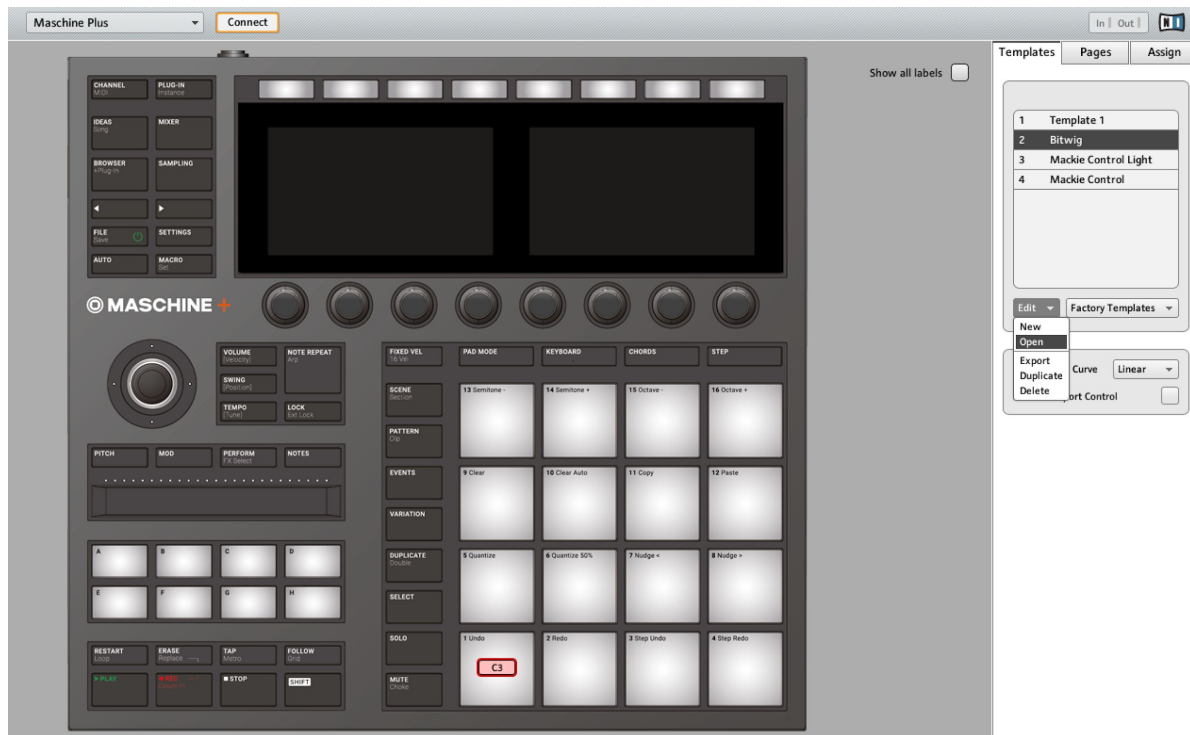 Maschine Plus
Connect
In Out
Templates Pages Assign
Show all labels
1 Template 1
2 Bitwig
3 Mackie Control Light
4 Mackie Control
Edit Factory Templates
New
Open
Export
Duplicate
Delete
Curve Linear
ort Control
CHANNEL PLUG-IN
MIDI Instance
IDEAS MIXER
Song
BROWSER SAMPLING
+Plug-In
FILE SETTINGS
Save
AUTO MACRO
Set
MASCHINE+
VOLUME NOTE REPEAT
[Velocity] Arp
SWING
[Position]
TEMPO LOCK
[Tune] Ext Lock
PITCH MOD PERFORM NOTES
FX Select
A B C D
E F G H
RESTART ERASE TAP FOLLOW
Loop Replace Metro Grid
PLAY REC STOP SHIFT
Count-In
FIXED VEL PAD MODE KEYBOARD CHORDS STEP
16 Vel
SCENE
Section
PATTERN
Clip
EVENTS
VARIATION
DUPLICATE
Double
SELECT
SOLO
MUTE
Choke
13 Semitone - 14 Semitone + 15 Octave - 16 Octave +
9 Clear 10 Clear Auto 11 Copy 12 Paste
5 Quantize 6 Quantize 50% 7 Nudge < 8 Nudge >
1 Undo 2 Redo 3 Step Undo 4 Step Redo
C3